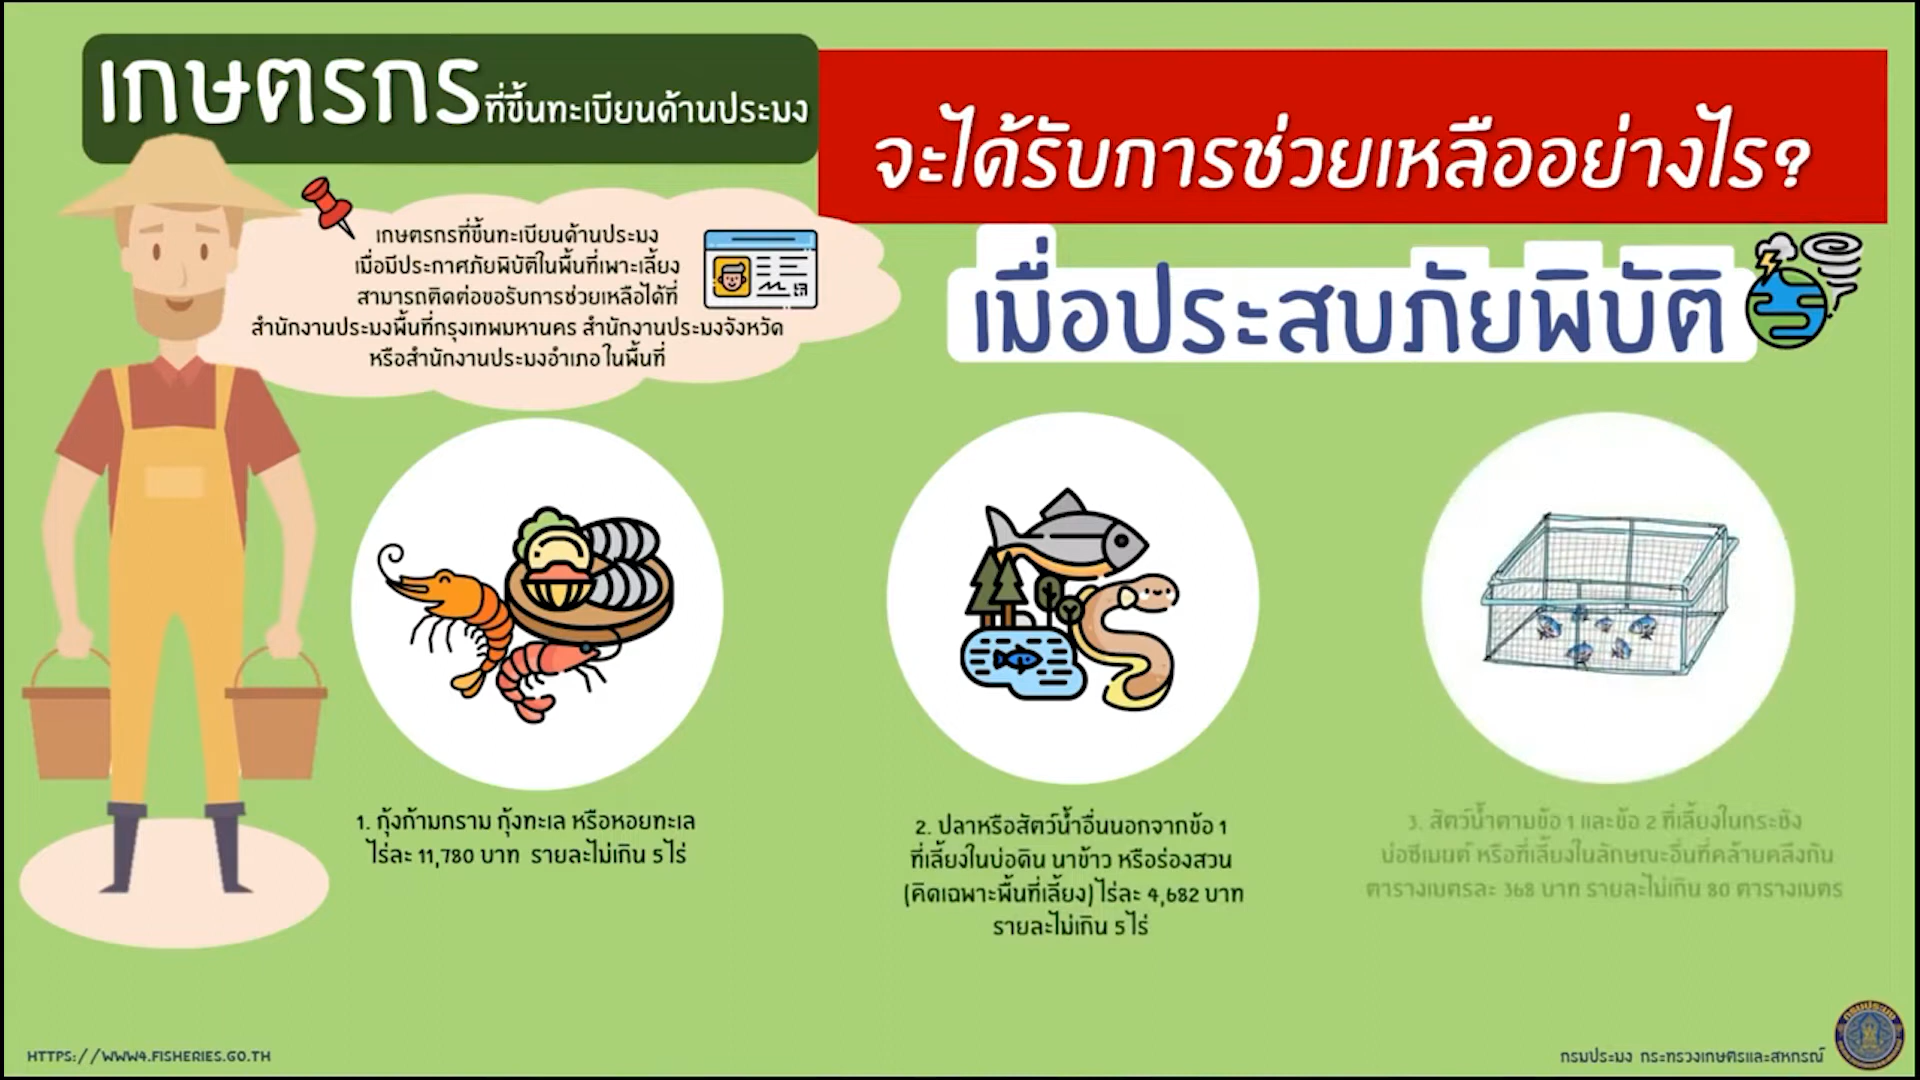 เกษตรกรที่ขึ้นทะเบียนด้านประมง
จะได้รับการช่วยเหลืออย่างไร?
เมื่อประสบภัยพิบัติ
เกษตรกรที่ขึ้นทะเบียนด้านประมง
เมื่อมีประกาศภัยพิบัติในพื้นที่เพาะเลี้ยง
สามารถติดต่อขอรับการช่วยเหลือได้ที่
สำนักงานประมงพื้นที่กรุงเทพมหานคร สำนักงานประมงจังหวัด
หรือสำนักงานประมงอำเภอ ในพื้นที่
1. กุ้งก้ามกราม กุ้งทะเล หรือหอยทะเล
ไร่ละ 11,780 บาท รายละไม่เกิน 5 ไร่
2. ปลาหรือสัตว์น้ำอื่นนอกจากข้อ 1
ที่เลี้ยงในบ่อดิน นาข้าว หรือร่องสวน
(คิดเฉพาะพื้นที่เลี้ยง) ไร่ละ 4,682 บาท
รายละไม่เกิน 5 ไร่
3. สัตว์น้ำตามข้อ 1 และข้อ 2 ที่เลี้ยงในกระชัง
บ่อซีเมนต์ หรือที่เลี้ยงในลักษณะอื่นที่คล้ายคลึงกัน
ตารางเมตรละ 368 บาท รายละไม่เกิน 80 ตารางเมตร
HTTPS://WWW4.FISHERIES.GO.TH
กรมประมง กระทรวงเกษตรและสหกรณ์
กรมประมง